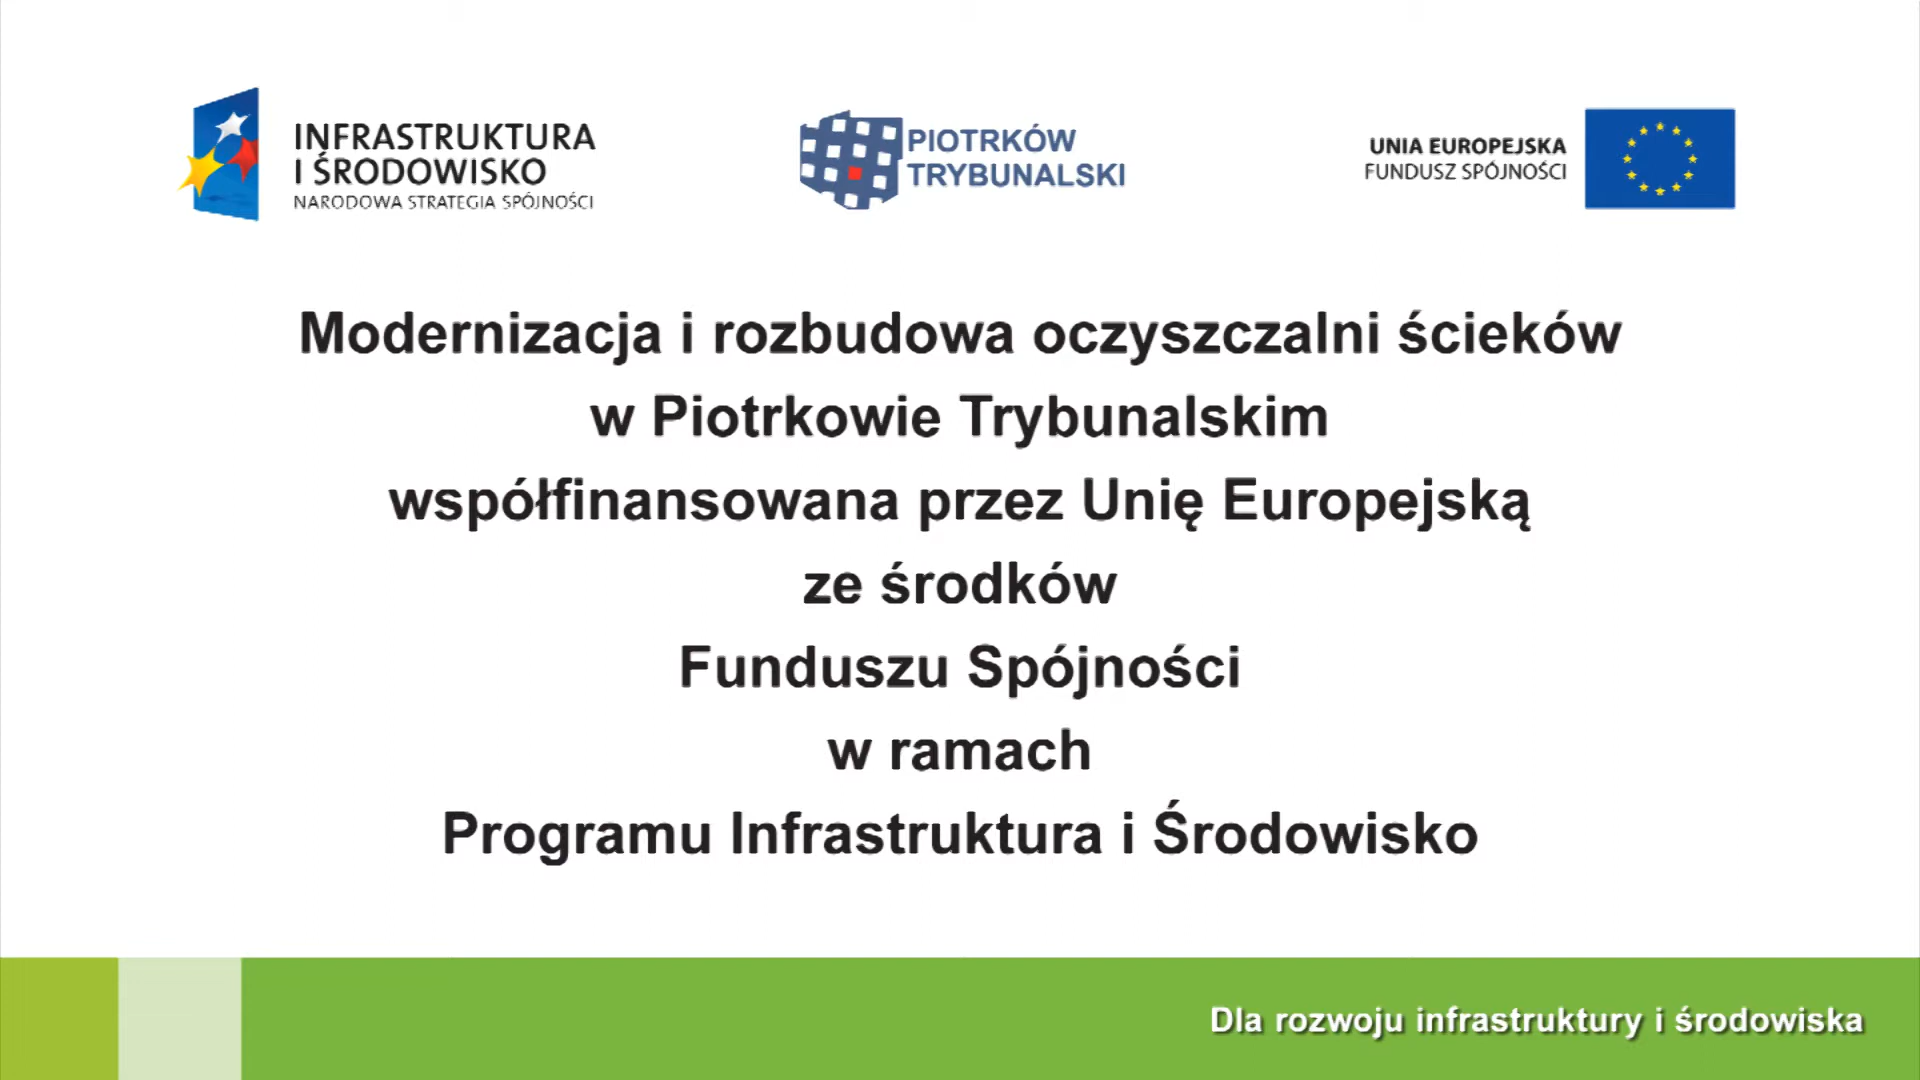 INFRASTRUKTURA
I ŚRODOWISKO
NARODOWA STRATEGIA SPÓJNOŚCI
PIOTRKÓW
TRYBUNALSKI
UNIA EUROPEJSKA
FUNDUSZ SPÓJNOŚCI
Modernizacja i rozbudowa oczyszczalni ścieków
w Piotrkowie Trybunalskim
współfinansowana przez Unię Europejską
ze środków
Funduszu Spójności
w ramach
Programu Infrastruktura i Środowisko
Dla rozwoju infrastruktury i środowiska